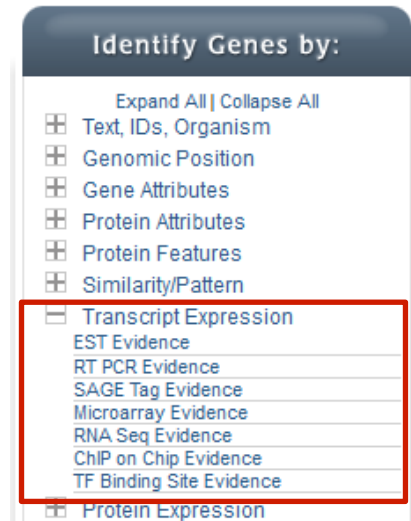 Identify Genes by:
Expand All | Collapse All
Text, IDs, Organism
Genomic Position
Gene Attributes
Protein Attributes
Protein Features
Similarity/Pattern
Transcript Expression
EST Evidence
RT PCR Evidence
SAGE Tag Evidence
Microarray Evidence
RNA Seq Evidence
ChIP on Chip Evidence
TF Binding Site Evidence
Protein Expression